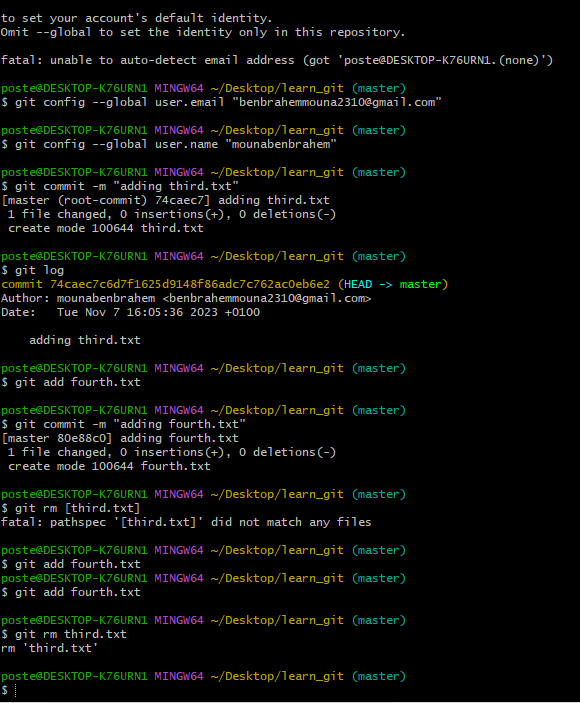 to set your account's default identity.
Omit --global to set the identity only in this repository.
fatal: unable to auto-detect email address (got 'poste@DESKTOP-K76URN1.(none)')
poste@DESKTOP-K76URN1 MINGW64 ~/Desktop/learn_git (master)
$ git config --global user.email "benbrahemmouna2310@gmail.com"
poste@DESKTOP-K76URN1 MINGW64 ~/Desktop/learn_git (master)
$ git config --global user.name "mounabenbrahem"
poste@DESKTOP-K76URN1 MINGW64 ~/Desktop/learn_git (master)
$ git commit -m "adding third.txt"
[master (root-commit) 74caec7] adding third.txt
 1 file changed, 0 insertions(+), 0 deletions(-)
 create mode 100644 third.txt
poste@DESKTOP-K76URN1 MINGW64 ~/Desktop/learn_git (master)
$ git log
commit 74caec7c6d7f1625d9148f86adc7c762ac0eb6e2 (HEAD -> master)
Author: mounabenbrahem <benbrahemmouna2310@gmail.com>
Date:   Tue Nov 7 16:05:36 2023 +0100
    adding third.txt
poste@DESKTOP-K76URN1 MINGW64 ~/Desktop/learn_git (master)
$ git add fourth.txt
poste@DESKTOP-K76URN1 MINGW64 ~/Desktop/learn_git (master)
$ git commit -m "adding fourth.txt"
[master 80e88c0] adding fourth.txt
 1 file changed, 0 insertions(+), 0 deletions(-)
 create mode 100644 fourth.txt
poste@DESKTOP-K76URN1 MINGW64 ~/Desktop/learn_git (master)
$ git rm [third.txt]
fatal: pathspec '[third.txt]' did not match any files
poste@DESKTOP-K76URN1 MINGW64 ~/Desktop/learn_git (master)
$ git add fourth.txt
poste@DESKTOP-K76URN1 MINGW64 ~/Desktop/learn_git (master)
$ git add fourth.txt
poste@DESKTOP-K76URN1 MINGW64 ~/Desktop/learn_git (master)
$ git rm third.txt
rm 'third.txt'
poste@DESKTOP-K76URN1 MINGW64 ~/Desktop/learn_git (master)
$